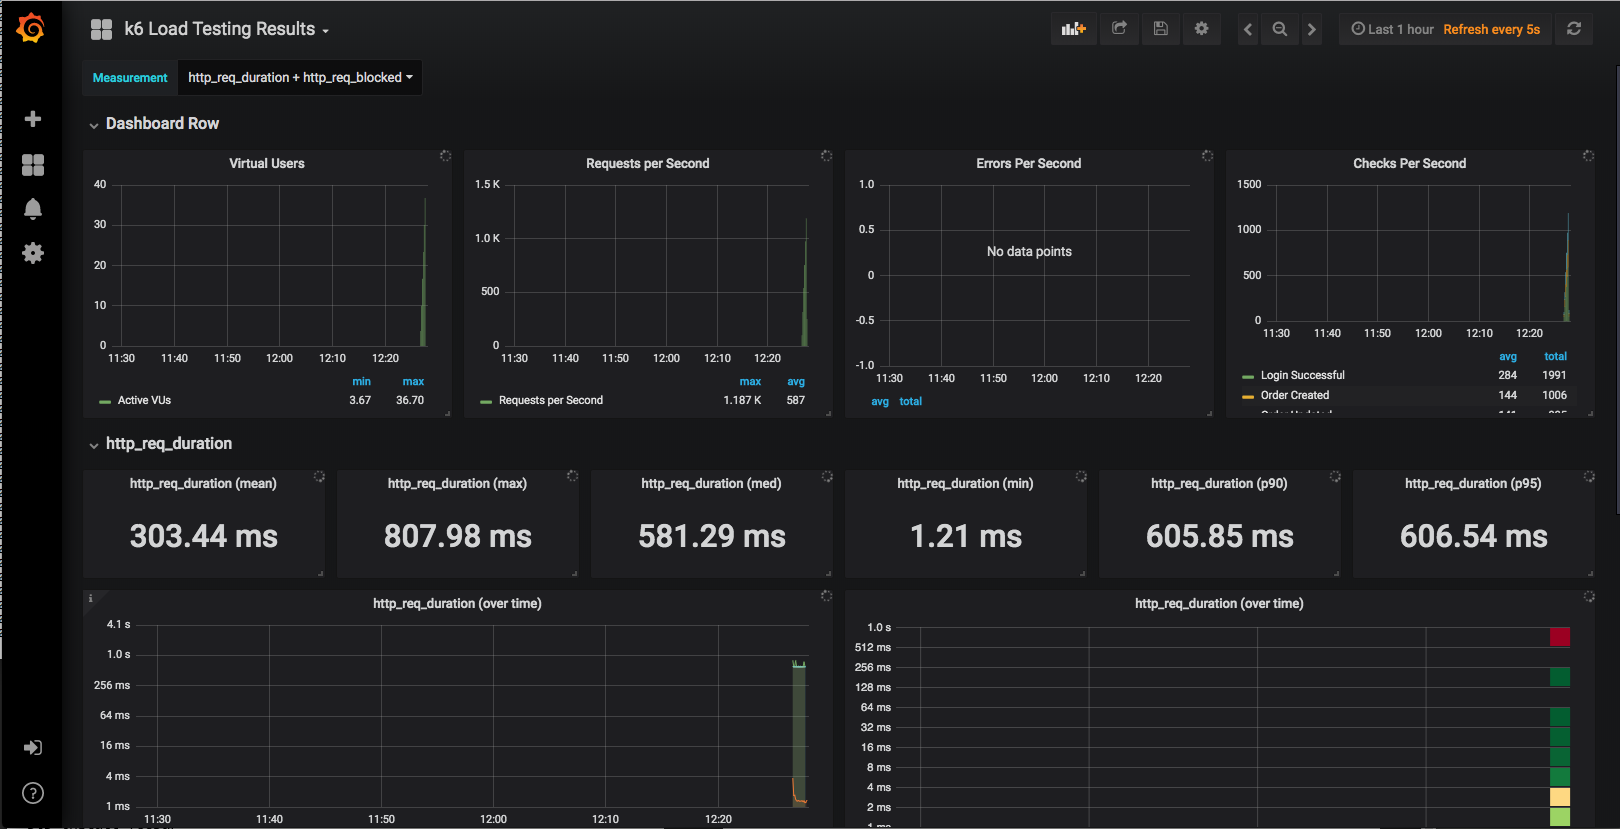 k6 Load Testing Results
Last 1 hour Refresh every 5s
Measurement http_req_duration + http_req_blocked
Dashboard Row
Virtual Users
40
30
20
10
0
11:30 11:40 11:50 12:00 12:10 12:20
min max
Active VUs 3.67 36.70
Requests per Second
1.5 K
1.0 K
500
0
11:30 11:40 11:50 12:00 12:10 12:20
max avg
Requests per Second 1.187 K 587
Errors Per Second
1.0
0.5
0
-0.5
-1.0
No data points
11:30 11:40 11:50 12:00 12:10 12:20
avg total
Checks Per Second
1500
1000
500
0
11:30 11:40 11:50 12:00 12:10 12:20
avg total
Login Successful 284 1991
Order Created 144 1006
http_req_duration
http_req_duration (mean)
303.44 ms
http_req_duration (max)
807.98 ms
http_req_duration (med)
581.29 ms
http_req_duration (min)
1.21 ms
http_req_duration (p90)
605.85 ms
http_req_duration (p95)
606.54 ms
http_req_duration (over time)
4.1 s
1.0 s
256 ms
64 ms
16 ms
4 ms
1 ms
11:30 11:40 11:50 12:00 12:10 12:20
http_req_duration (over time)
1.0 s
512 ms
256 ms
128 ms
64 ms
32 ms
16 ms
8 ms
4 ms
2 ms